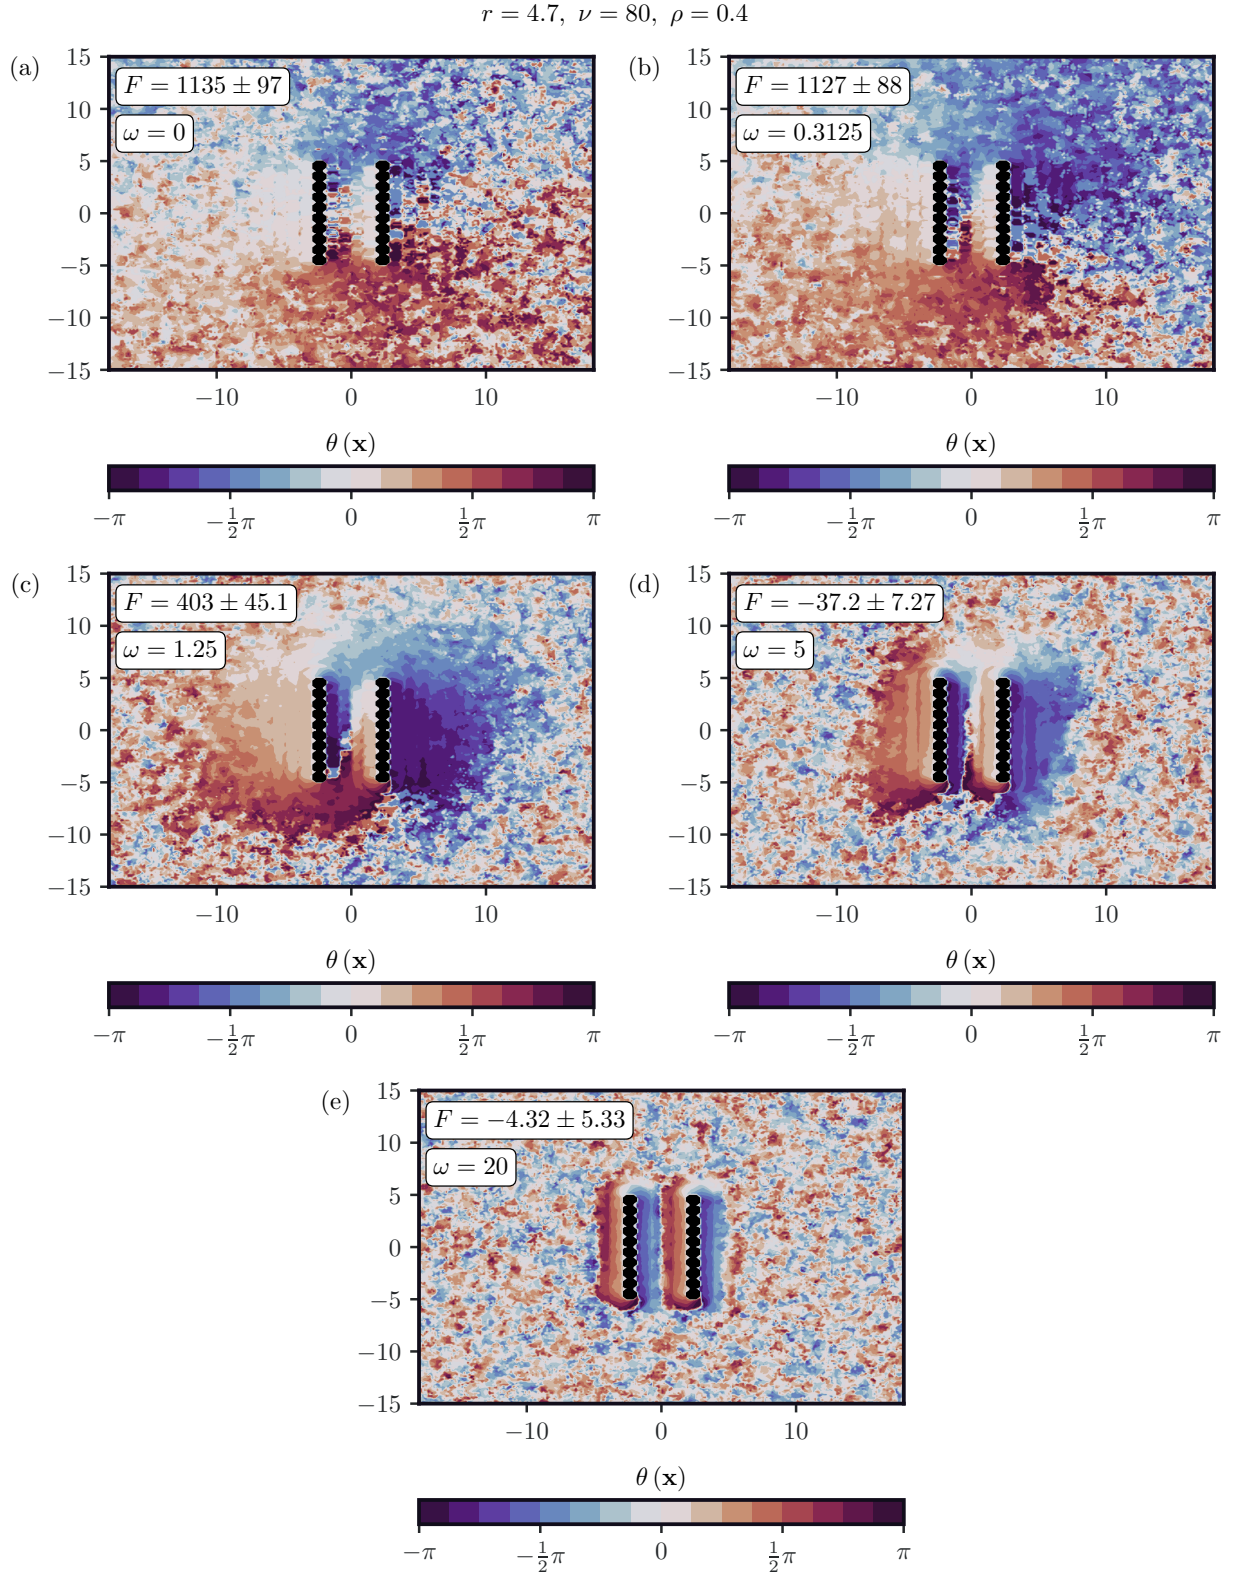 r = 4.7, ν = 80, ρ = 0.4
(a)
F = 1135 ± 97
ω = 0
15
10
5
0
−5
−10
−15
−10 0 10
θ (x)
−π −½π 0 ½π π
(b)
F = 1127 ± 88
ω = 0.3125
15
10
5
0
−5
−10
−15
−10 0 10
θ (x)
−π −½π 0 ½π π
(c)
F = 403 ± 45.1
ω = 1.25
15
10
5
0
−5
−10
−15
−10 0 10
θ (x)
−π −½π 0 ½π π
(d)
F = −37.2 ± 7.27
ω = 5
15
10
5
0
−5
−10
−15
−10 0 10
θ (x)
−π −½π 0 ½π π
(e)
F = −4.32 ± 5.33
ω = 20
15
10
5
0
−5
−10
−15
−10 0 10
θ (x)
−π −½π 0 ½π π